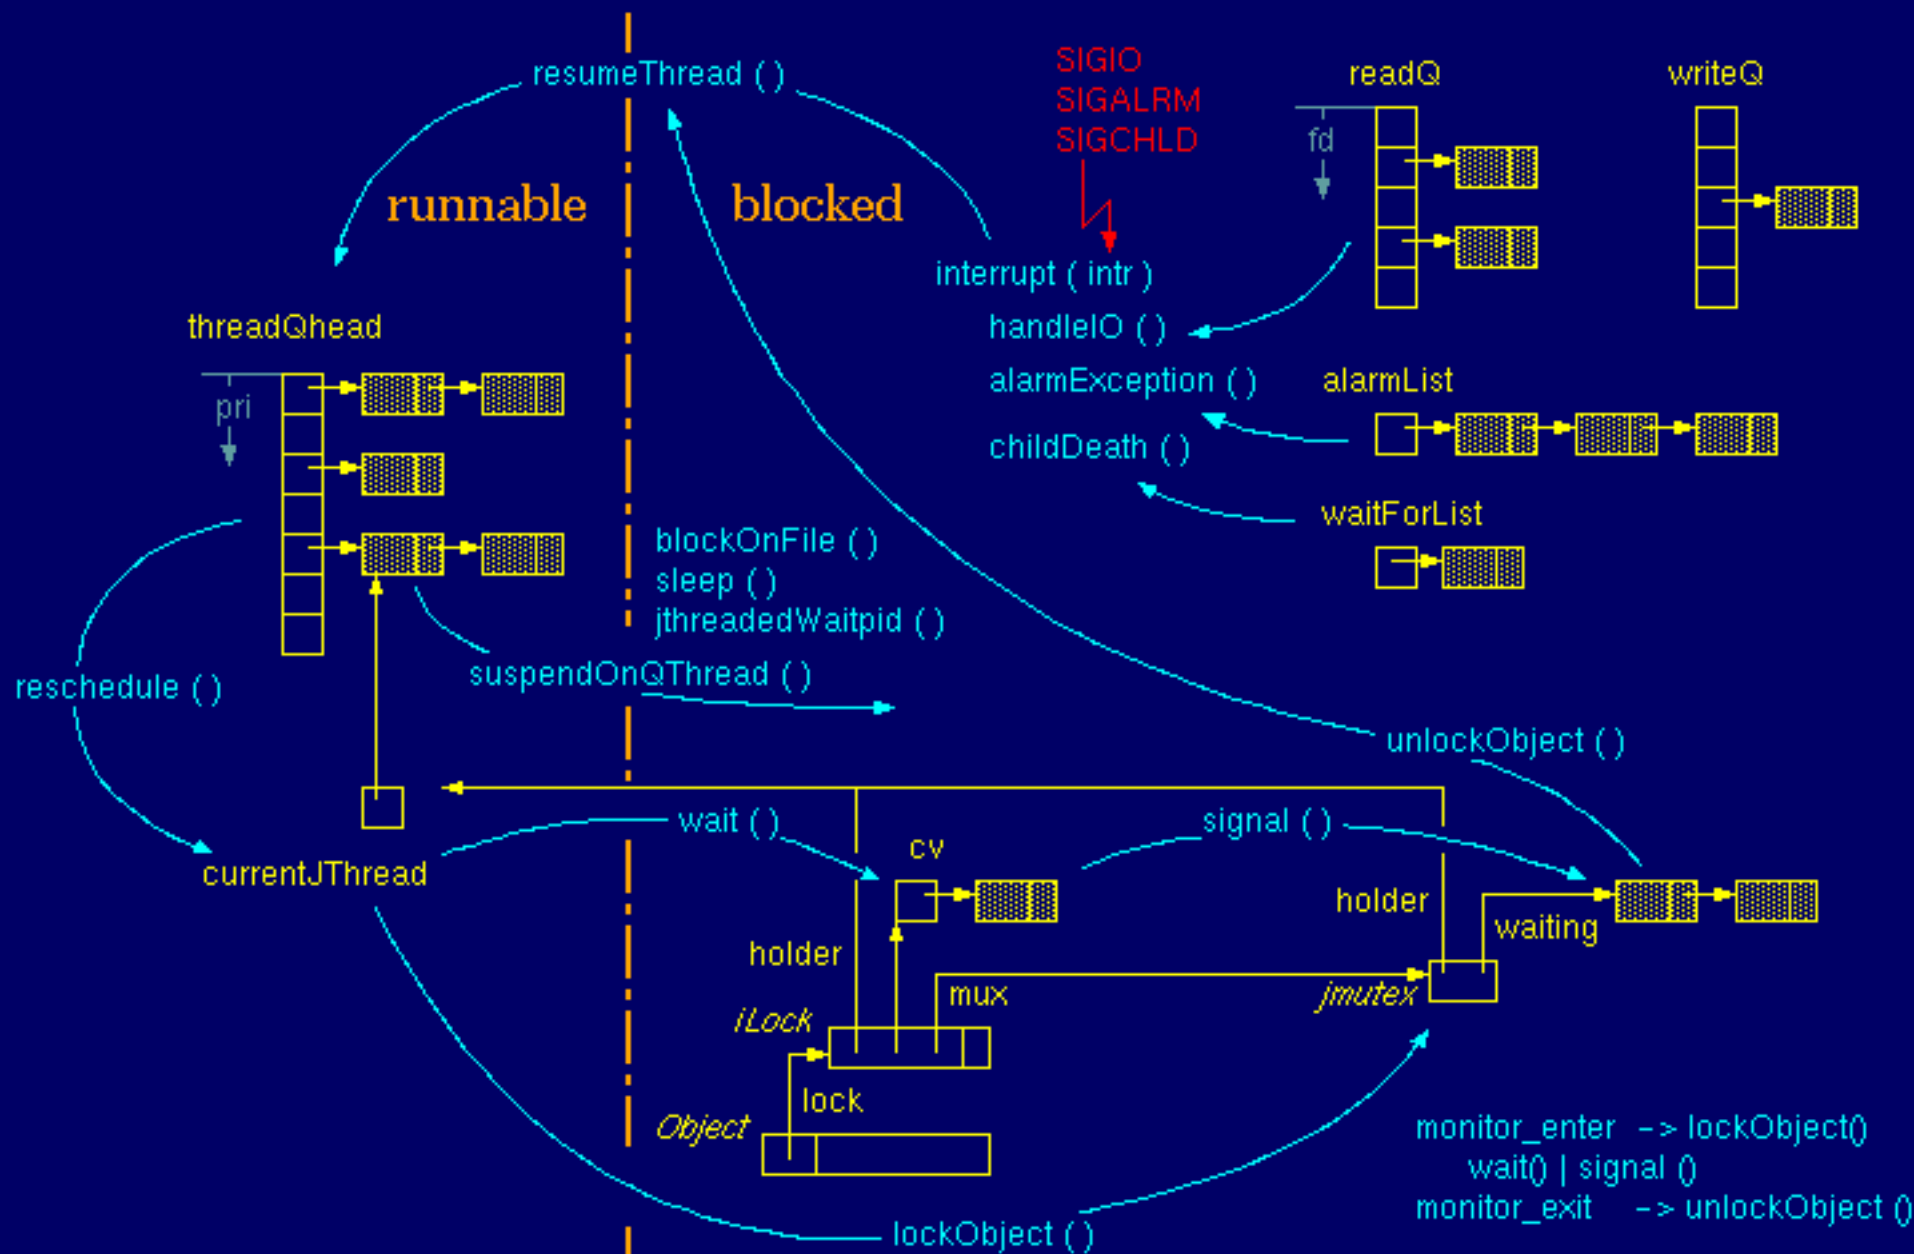 resumeThread ( )
SIGIO
SIGALRM
SIGCHLD
readQ
writeQ
fd
runnable
blocked
interrupt ( intr )
handleIO ( )
threadQhead
alarmException ( )
alarmList
pri
childDeath ( )
waitForList
blockOnFile ( )
sleep ( )
jthreadedWaitpid ( )
suspendOnQThread ( )
reschedule ( )
unlockObject ( )
wait ( )
signal ( )
cv
currentJThread
holder
waiting
holder
mux
jmutex
iLock
lock
Object
monitor_enter -> lockObject()
wait() | signal ()
monitor_exit -> unlockObject ()
lockObject ( )